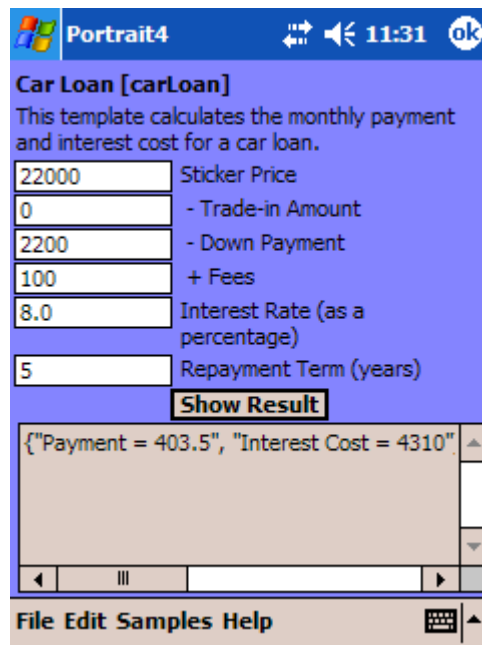 Portrait4 11:31 ok
Car Loan [carLoan]
This template calculates the monthly payment
and interest cost for a car loan.
22000 Sticker Price
0 - Trade-in Amount
2200 - Down Payment
100 + Fees
8.0 Interest Rate (as a
percentage)
5 Repayment Term (years)
Show Result
{"Payment = 403.5", "Interest Cost = 4310"
File Edit Samples Help